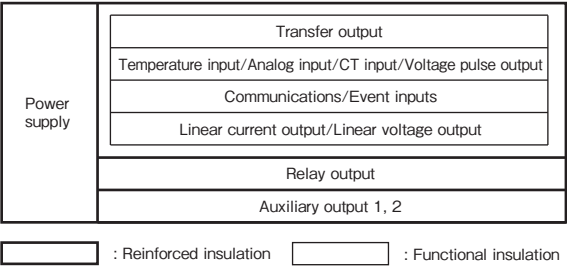 Power
supply
Transfer output
Temperature input/Analog input/CT input/Voltage pulse output
Communications/Event inputs
Linear current output/Linear voltage output
Relay output
Auxiliary output 1, 2
: Reinforced insulation
: Functional insulation